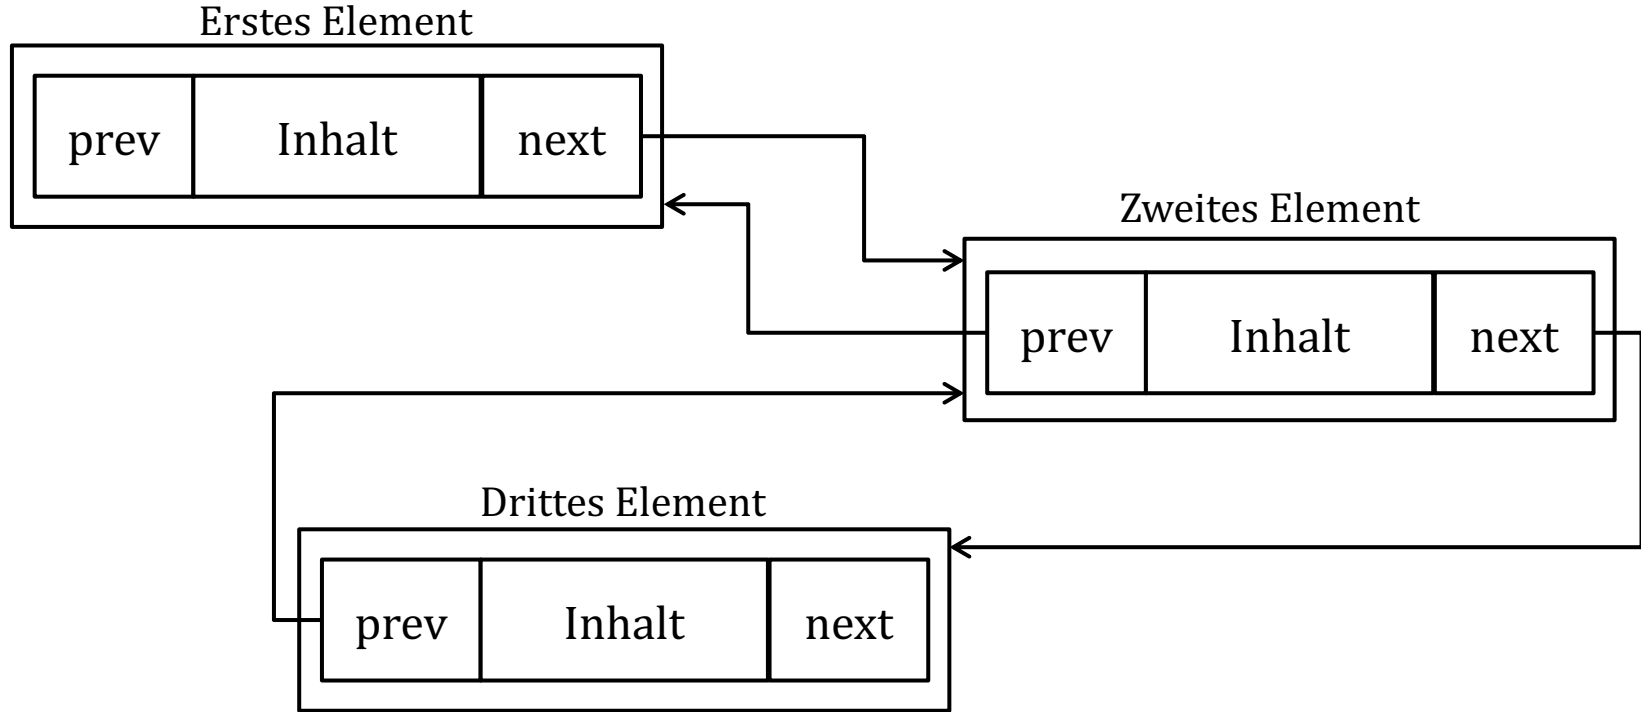 Erstes Element
prev Inhalt next
Zweites Element
prev Inhalt next
Drittes Element
prev Inhalt next